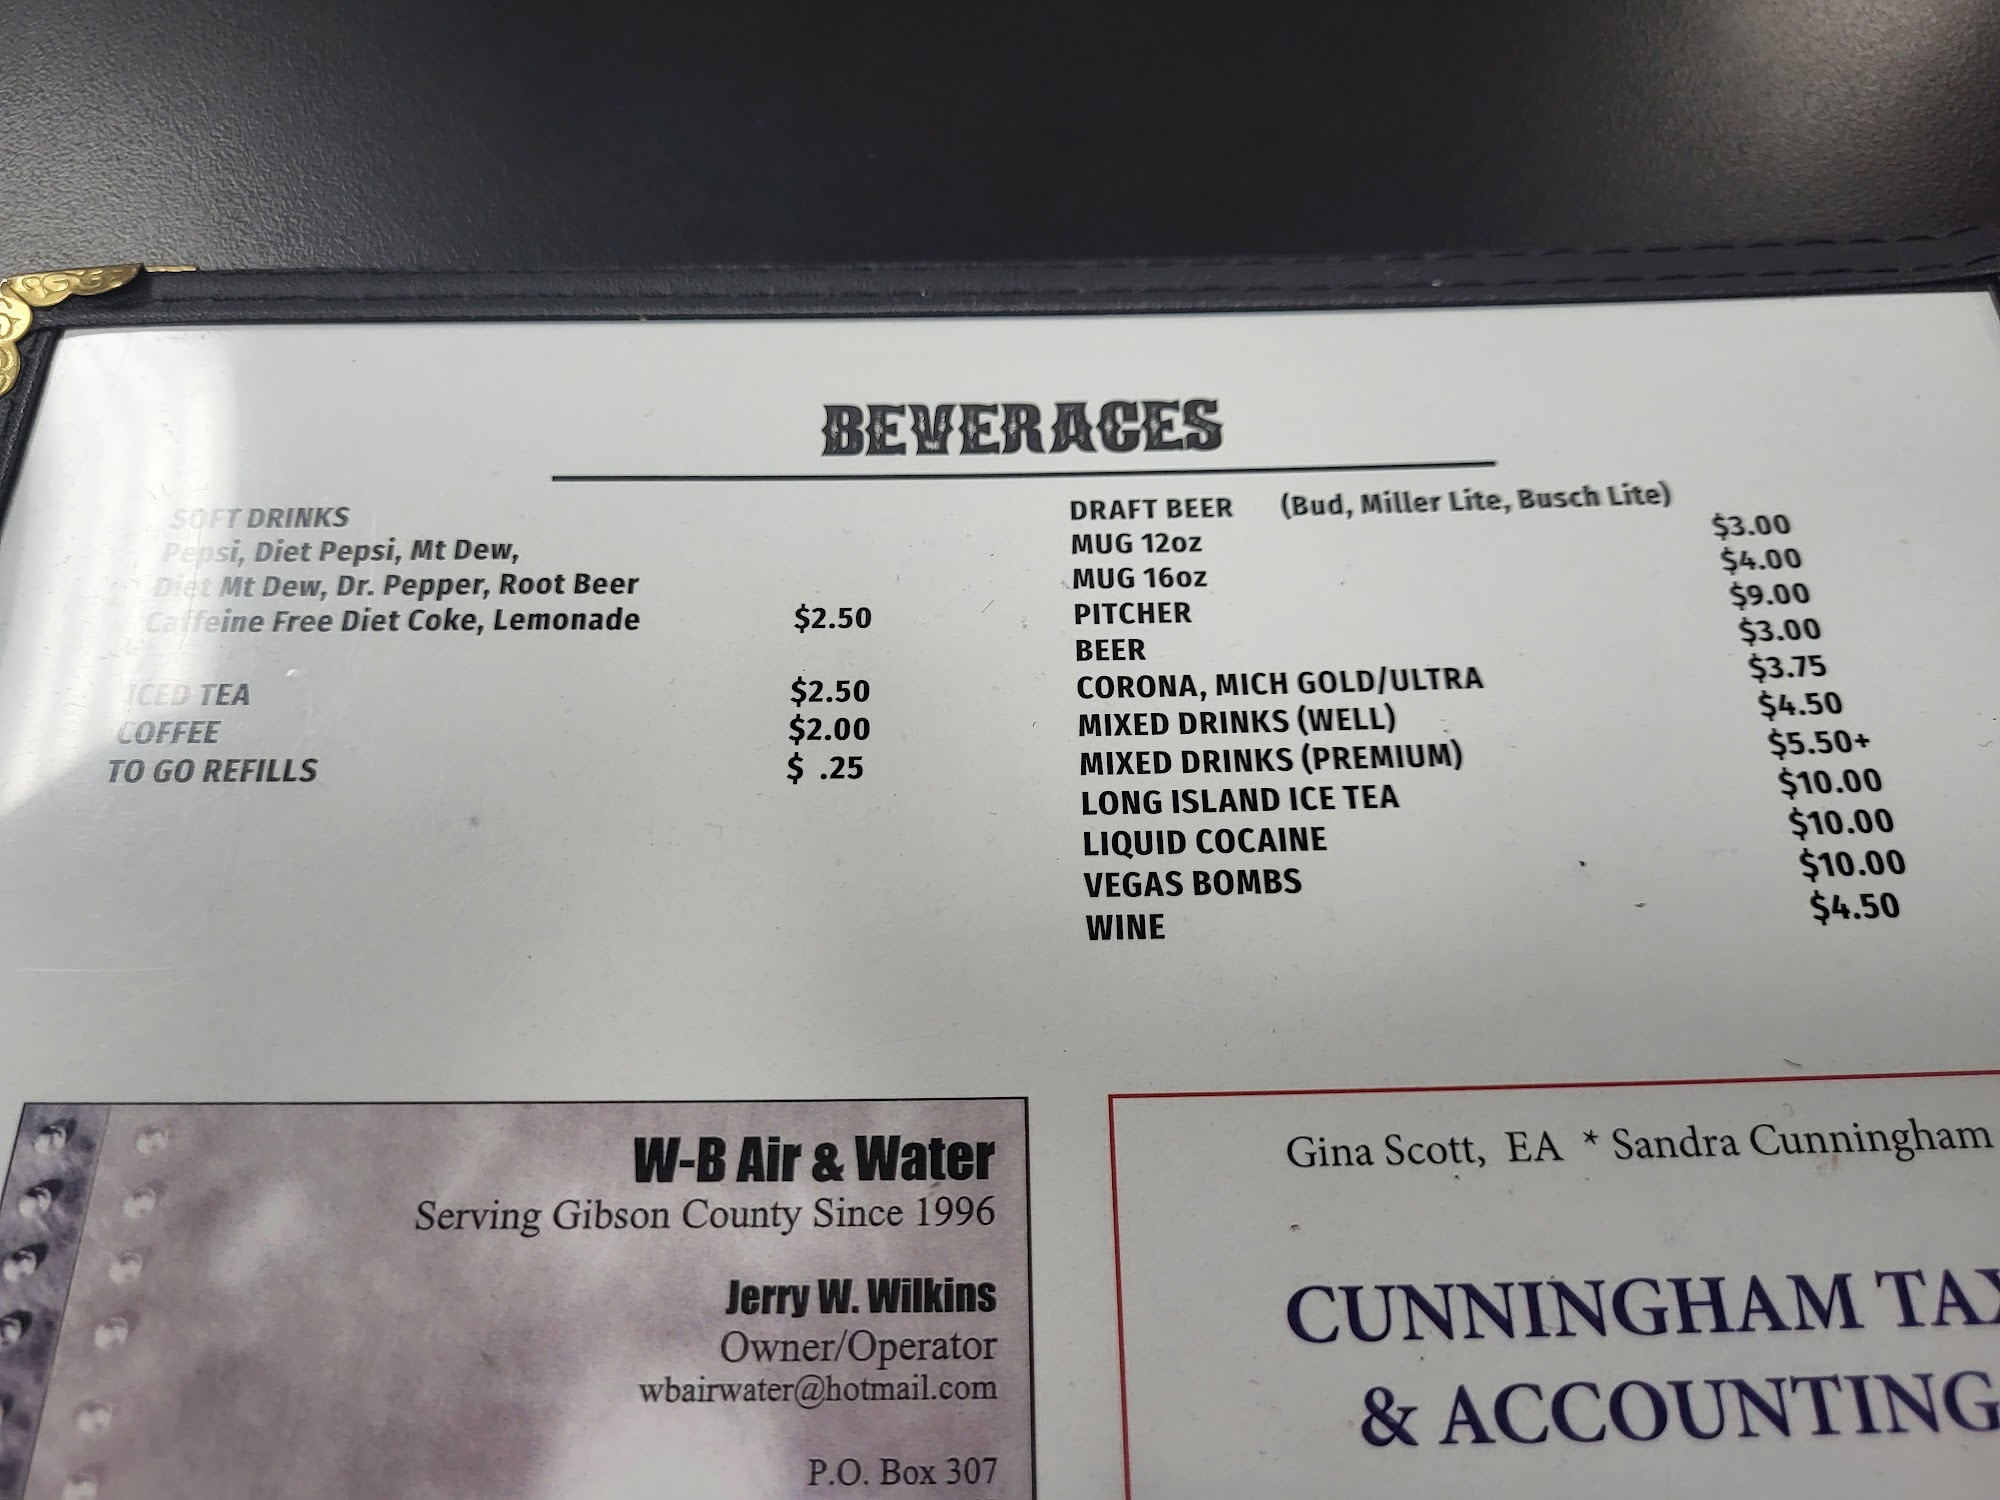 BEVERAGES
SOFT DRINKS
Pepsi, Diet Pepsi, Mt Dew,
Diet Mt Dew, Dr. Pepper, Root Beer
Caffeine Free Diet Coke, Lemonade $2.50
ICED TEA $2.50
COFFEE $2.00
TO GO REFILLS $ .25
DRAFT BEER (Bud, Miller Lite, Busch Lite)
MUG 12oz $3.00
MUG 16oz $4.00
PITCHER $9.00
BEER $3.00
CORONA, MICH GOLD/ULTRA $3.75
MIXED DRINKS (WELL) $4.50
MIXED DRINKS (PREMIUM) $5.50+
LONG ISLAND ICE TEA $10.00
LIQUID COCAINE $10.00
VEGAS BOMBS $10.00
WINE $4.50
W-B Air & Water
Serving Gibson County Since 1996
Jerry W. Wilkins
Owner/Operator
wbairwater@hotmail.com
P.O. Box 307
Gina Scott, EA * Sandra Cunningham
CUNNINGHAM TAX
& ACCOUNTING